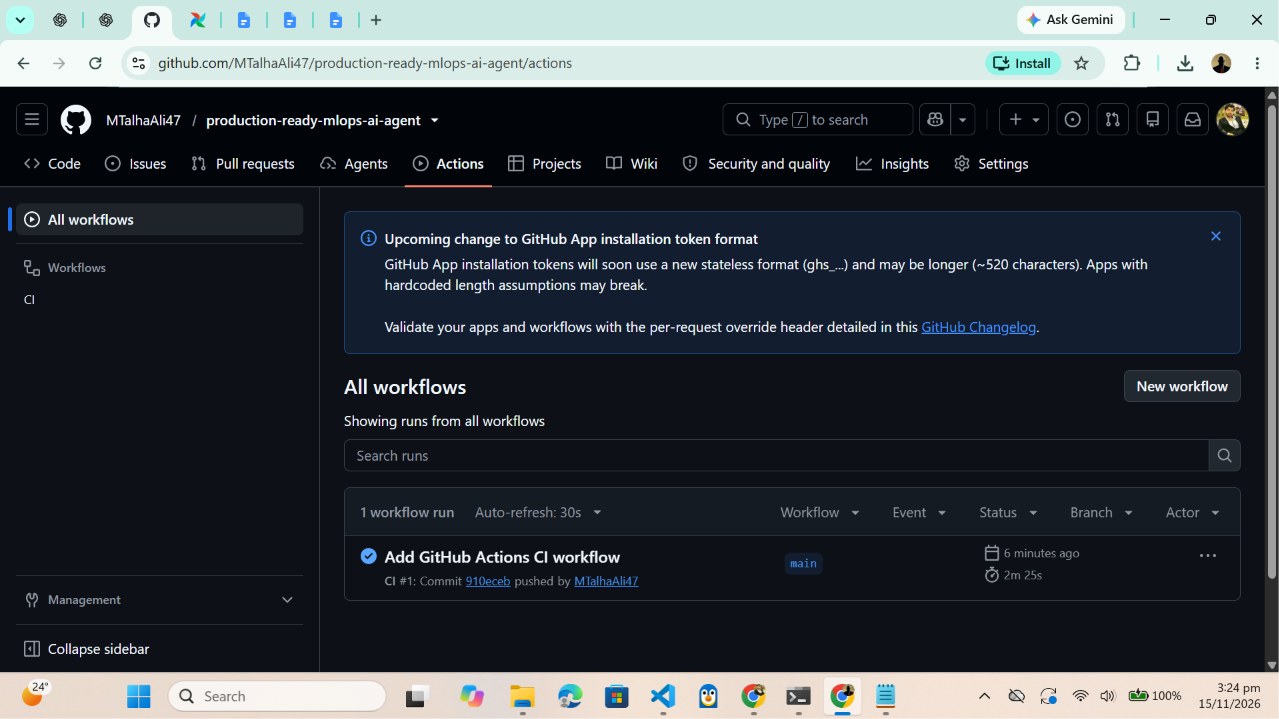 Ask Gemini
github.com/MTalhaAli47/production-ready-mlops-ai-agent/actions
Install
MTalhaAli47 / production-ready-mlops-ai-agent
Type / to search
Code
Issues
Pull requests
Agents
Actions
Projects
Wiki
Security and quality
Insights
Settings
All workflows
Workflows
CI
Management
Collapse sidebar
Upcoming change to GitHub App installation token format
GitHub App installation tokens will soon use a new stateless format (ghs_...) and may be longer (~520 characters). Apps with
hardcoded length assumptions may break.
Validate your apps and workflows with the per-request override header detailed in this GitHub Changelog.
All workflows
New workflow
Showing runs from all workflows
Search runs
1 workflow run
Auto-refresh: 30s
Workflow
Event
Status
Branch
Actor
Add GitHub Actions CI workflow
main
6 minutes ago
CI #1: Commit 910eceb pushed by MTalhaAli47
2m 25s
24°
Search
100%
3:24 pm
15/11/2026